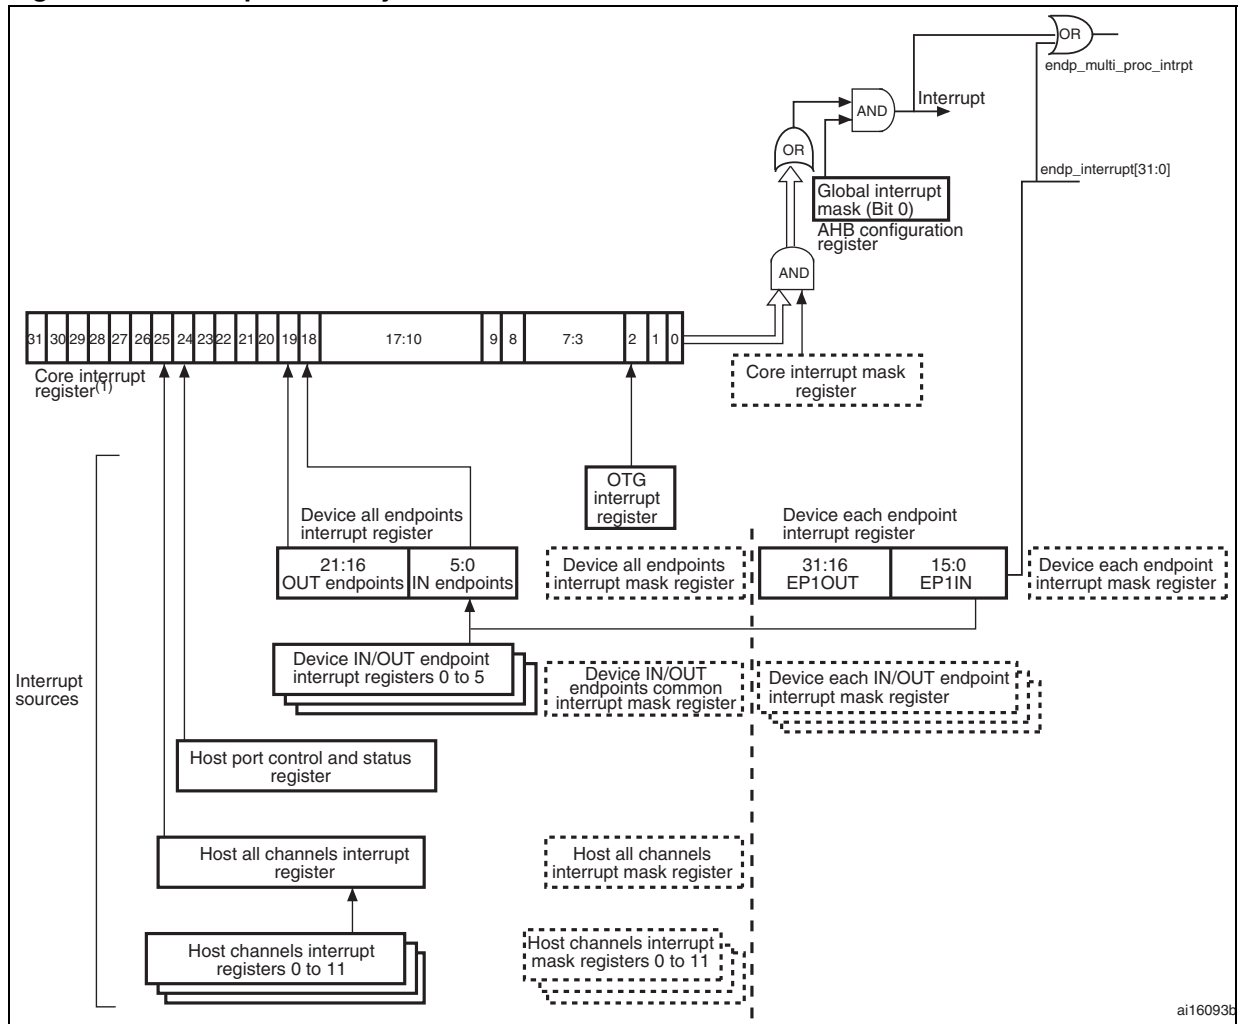 OR
endp_multi_proc_intrpt
Interrupt
AND
OR
endp_interrupt[31:0]
Global interrupt
mask (Bit 0)
AHB configuration
register
AND
31 30 29 28 27 26 25 24 23 22 21 20 19 18 17:10 9 8 7:3 2 1 0
Core interrupt
register(1)
Core interrupt mask
register
OTG
interrupt
register
Device all endpoints
interrupt register
21:16
OUT endpoints
5:0
IN endpoints
Device all endpoints
interrupt mask register
Device each endpoint
interrupt register
31:16
EP1OUT
15:0
EP1IN
Device each endpoint
interrupt mask register
Interrupt
sources
Device IN/OUT endpoint
interrupt registers 0 to 5
Device IN/OUT
endpoints common
interrupt mask register
Device each IN/OUT endpoint
interrupt mask register
Host port control and status
register
Host all channels interrupt
register
Host all channels
interrupt mask register
Host channels interrupt
registers 0 to 11
Host channels interrupt
mask registers 0 to 11
ai16093b